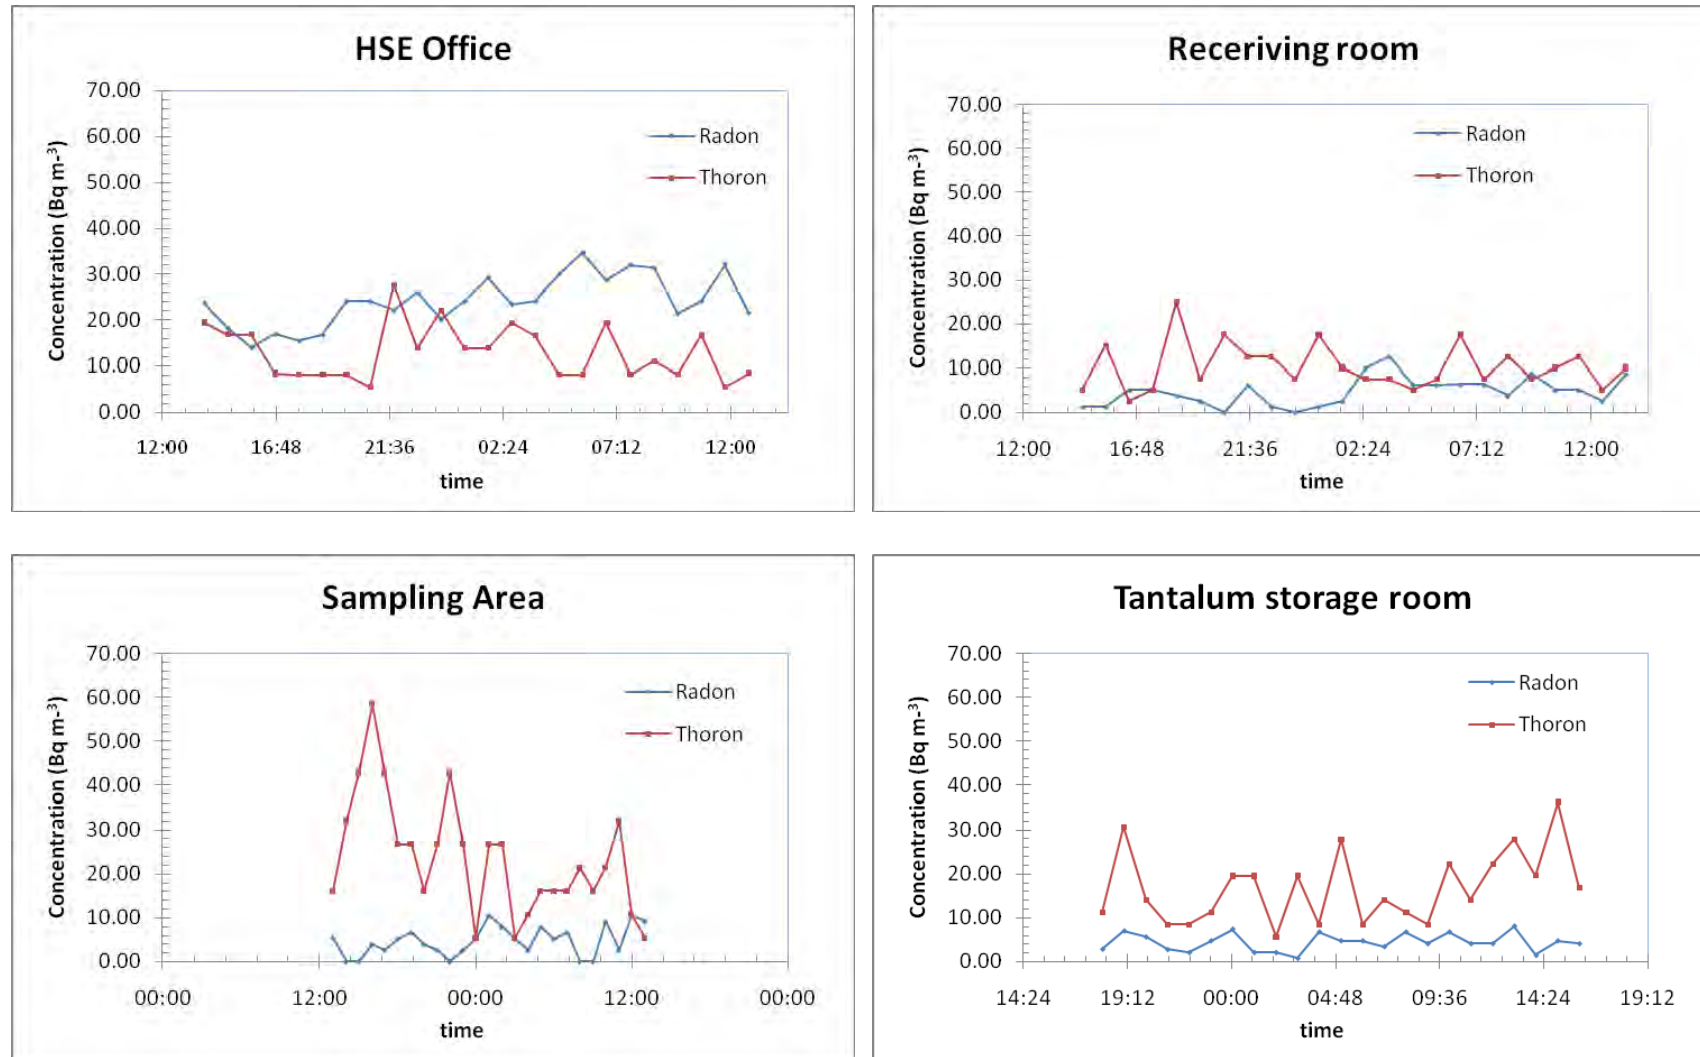 HSE Office
70.00
60.00
50.00
40.00
30.00
20.00
10.00
0.00
Concentration (Bq m-³)
Radon
Thoron
12:00 16:48 21:36 02:24 07:12 12:00
time
Receriving room
70.00
60.00
50.00
40.00
30.00
20.00
10.00
0.00
Concentration (Bq m-³)
Radon
Thoron
12:00 16:48 21:36 02:24 07:12 12:00
time
Sampling Area
70.00
60.00
50.00
40.00
30.00
20.00
10.00
0.00
Concentration (Bq m-³)
Radon
Thoron
00:00 12:00 00:00 12:00 00:00
time
Tantalum storage room
70.00
60.00
50.00
40.00
30.00
20.00
10.00
0.00
Concentration (Bq m-³)
Radon
Thoron
14:24 19:12 00:00 04:48 09:36 14:24 19:12
time